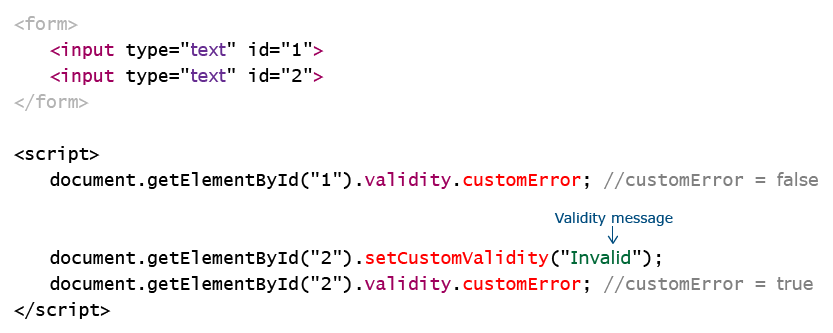 <form>
<input type="text" id="1">
<input type="text" id="2">
</form>
<script>
document.getElementById("1").validity.customError; //customError = false
Validity message
document.getElementById("2").setCustomValidity("Invalid");
document.getElementById("2").validity.customError; //customError = true
</script>